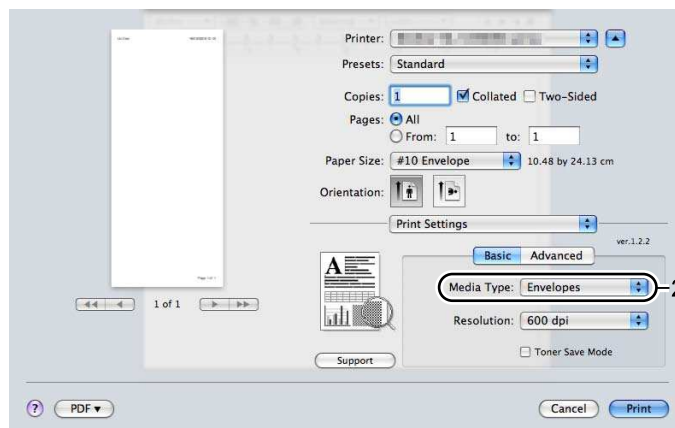 Printer:
Presets: Standard
Copies: 1 Collated Two-Sided
Pages: All
From: 1 to: 1
Paper Size: #10 Envelope 10.48 by 24.13 cm
Orientation:
Print Settings
ver.1.2.2
Basic Advanced
Media Type: Envelopes 2
1 of 1
Resolution: 600 dpi
Toner Save Mode
Support
? PDF Cancel Print